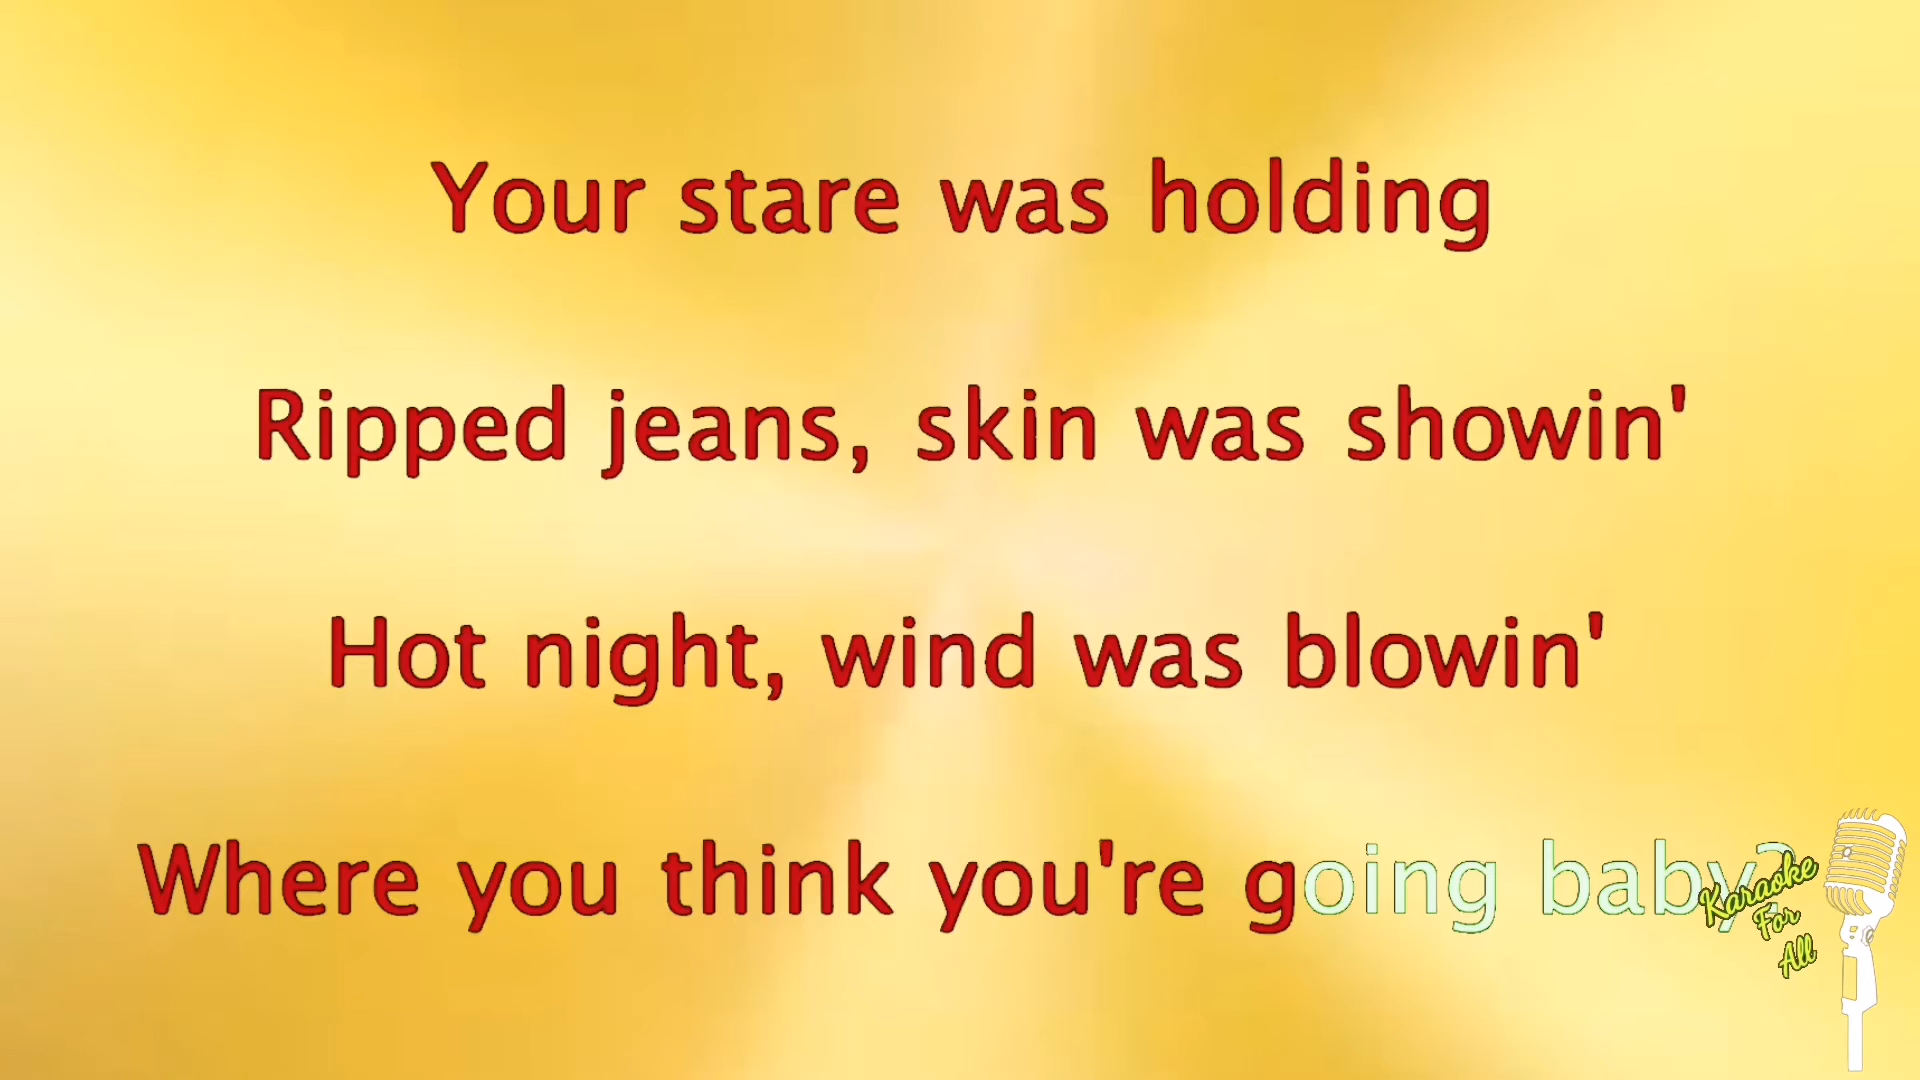 Your stare was holding
Ripped jeans, skin was showin'
Hot night, wind was blowin'
Where you think you're going baby?
Karaoke
For
All